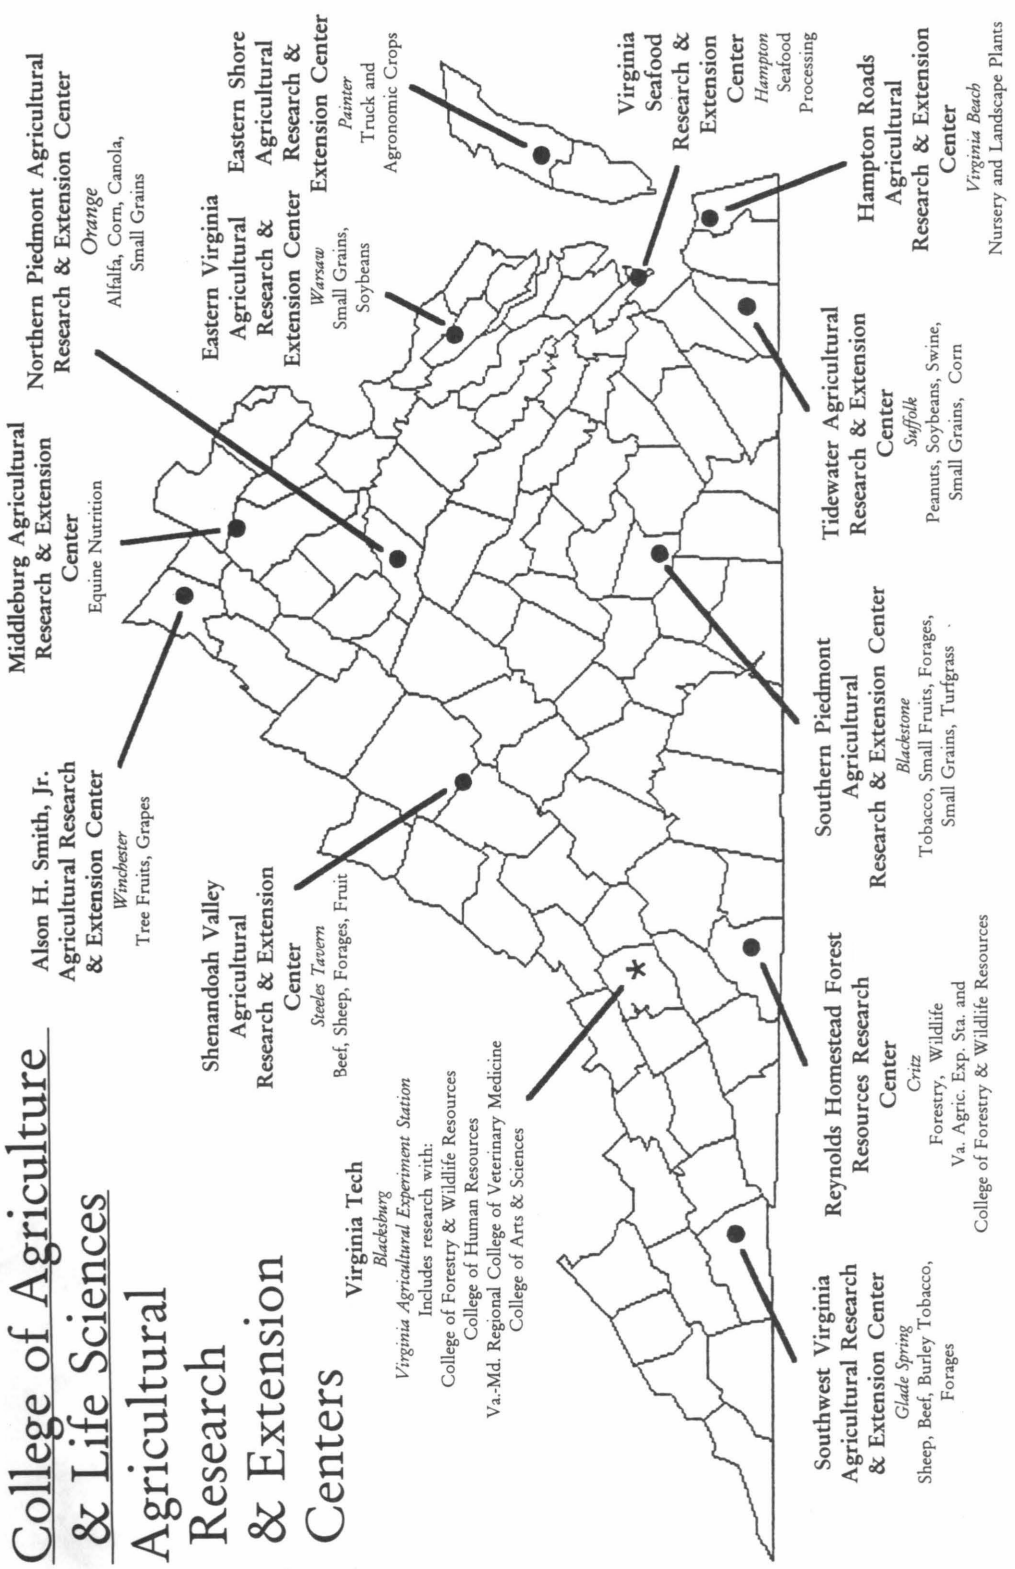 College of Agriculture
& Life Sciences
Agricultural
Research
& Extension
Centers
Alson H. Smith, Jr.
Agricultural Research
& Extension Center
Winchester
Tree Fruits, Grapes
Middleburg Agricultural
Research & Extension
Center
Equine Nutrition
Northern Piedmont Agricultural
Research & Extension Center
Orange
Alfalfa, Corn, Canola,
Small Grains
Shenandoah Valley
Agricultural
Research & Extension
Center
Steeles Tavern
Beef, Sheep, Forages, Fruit
Eastern Virginia
Agricultural
Research &
Extension Center
Warsaw
Small Grains,
Soybeans
Eastern Shore
Agricultural
Research &
Extension Center
Painter
Truck and
Agronomic Crops
Virginia Tech
Blacksburg
Virginia Agricultural Experiment Station
Includes research with:
College of Forestry & Wildlife Resources
College of Human Resources
Va.-Md. Regional College of Veterinary Medicine
College of Arts & Sciences
*
Virginia
Seafood
Research &
Extension
Center
Hampton
Seafood
Processing
Southwest Virginia
Agricultural Research
& Extension Center
Glade Spring
Sheep, Beef, Burley Tobacco,
Forages
Reynolds Homestead Forest
Resources Research
Center
Critz
Forestry, Wildlife
Va. Agric. Exp. Sta. and
College of Forestry & Wildlife Resources
Southern Piedmont
Agricultural
Research & Extension Center
Blackstone
Tobacco, Small Fruits, Forages,
Small Grains, Turfgrass
Tidewater Agricultural
Research & Extension
Center
Suffolk
Peanuts, Soybeans, Swine,
Small Grains, Corn
Hampton Roads
Agricultural
Research & Extension
Center
Virginia Beach
Nursery and Landscape Plants